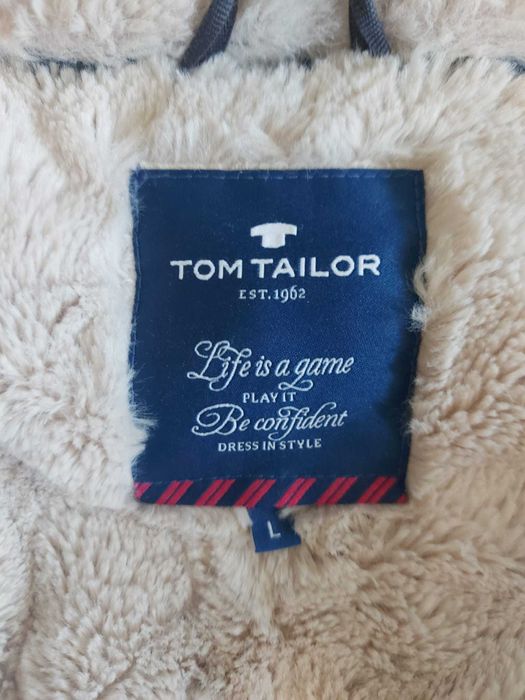 TOM TAILOR
EST. 1962
Life is a game
PLAY IT
Be confident
DRESS IN STYLE
L